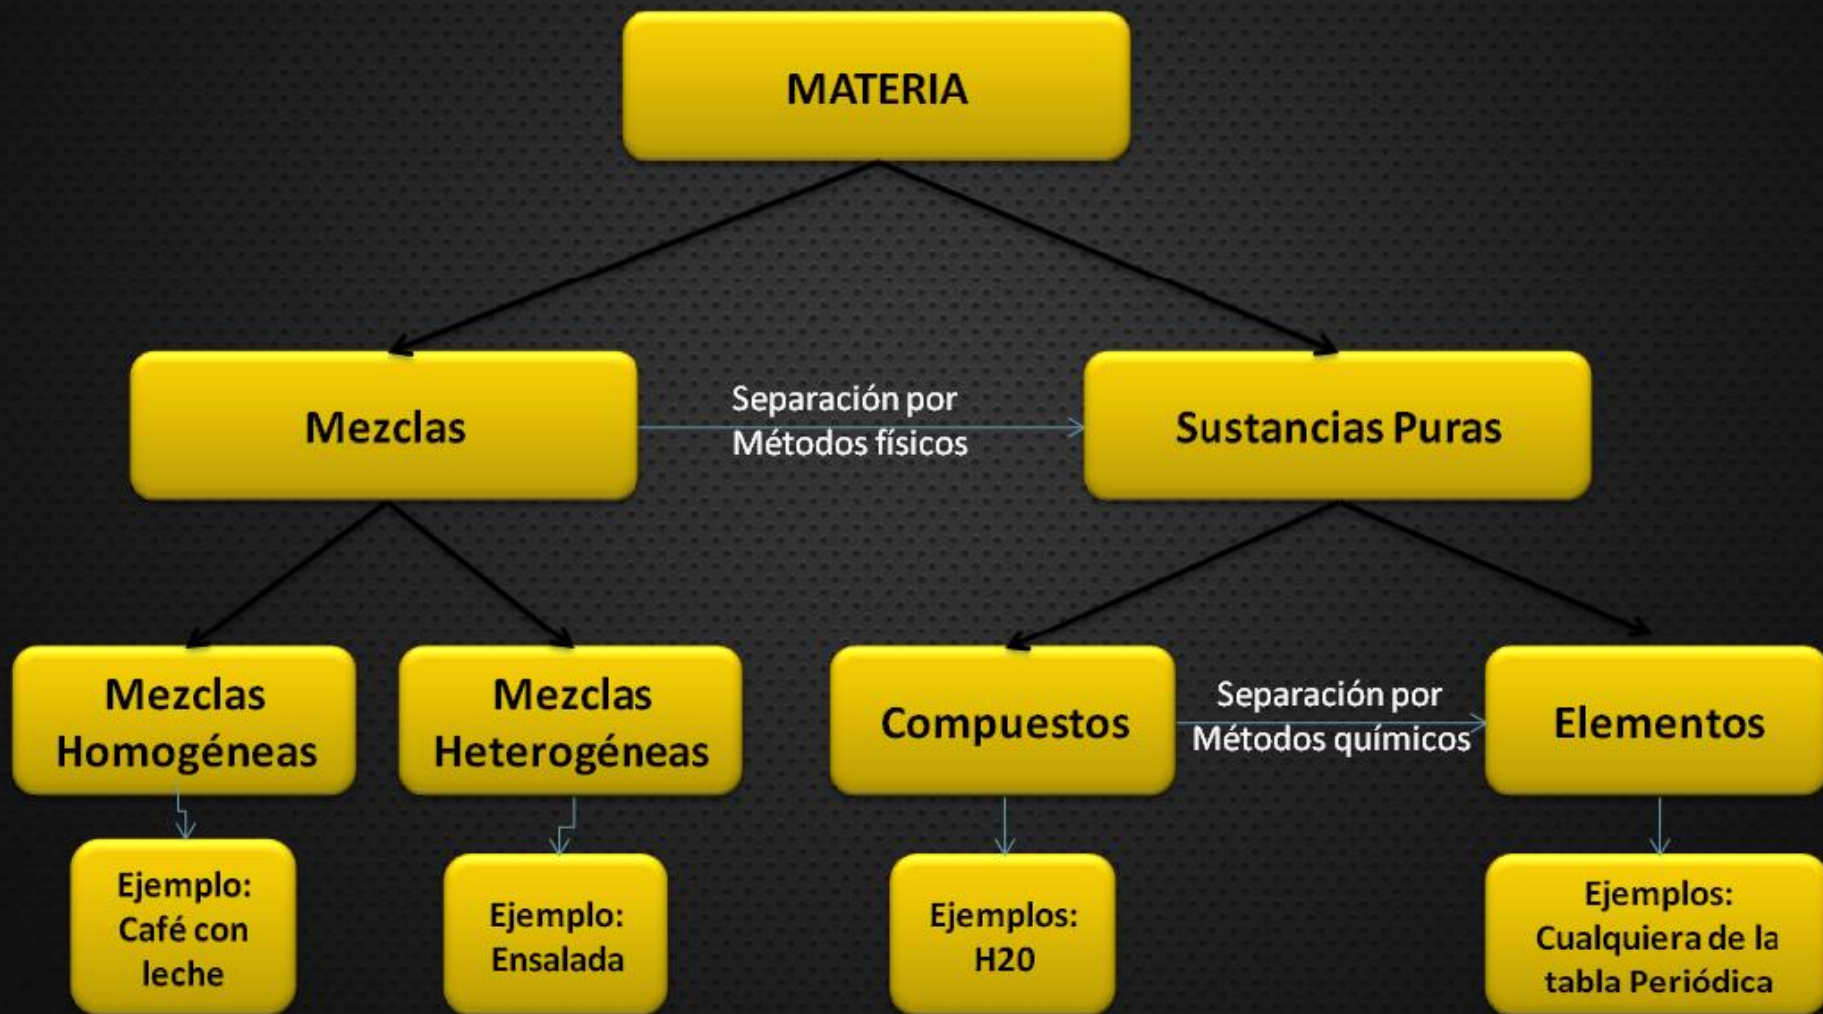 MATERIA
Mezclas
Separación por
Métodos físicos
Sustancias Puras
Mezclas
Homogéneas
Mezclas
Heterogéneas
Compuestos
Separación por
Métodos químicos
Elementos
Ejemplo:
Café con
leche
Ejemplo:
Ensalada
Ejemplos:
H20
Ejemplos:
Cualquiera de la
tabla Periódica